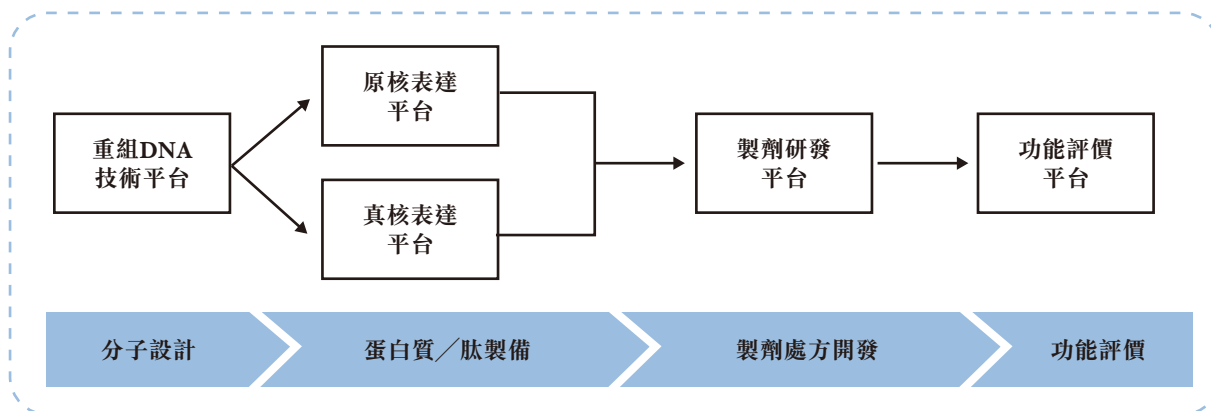 重組DNA
技術平台
原核表達
平台
真核表達
平台
製劑研發
平台
功能評價
平台
分子設計
蛋白質／肽製備
製劑處方開發
功能評價